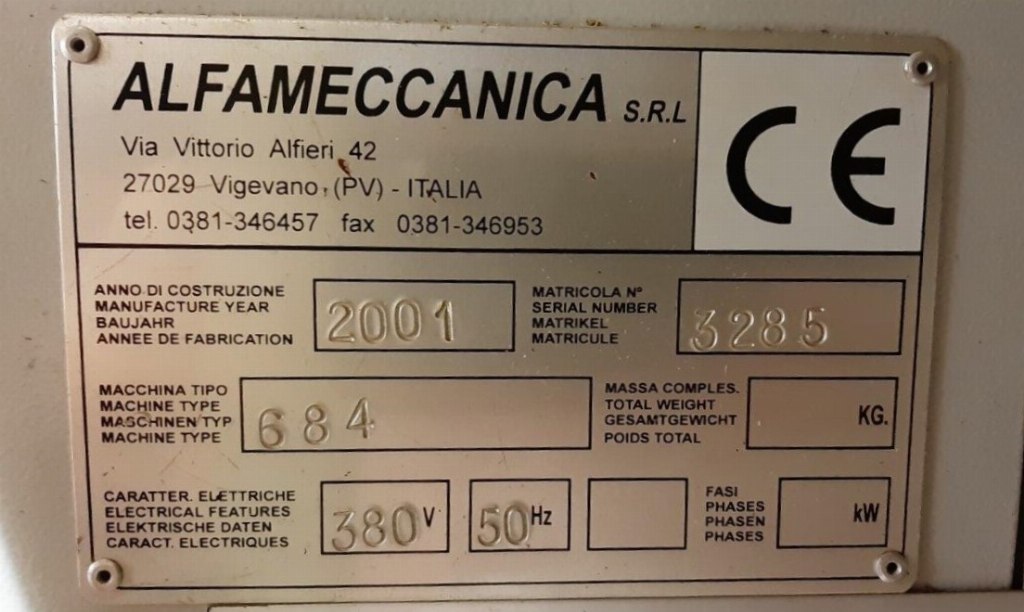 ALFAMECCANICA S.R.L
Via Vittorio Alfieri 42
27029 Vigevano, (PV) - ITALIA
tel. 0381-346457 fax 0381-346953
CE
ANNO DI COSTRUZIONE
MANUFACTURE YEAR
BAUJAHR
ANNEE DE FABRICATION
2001
MATRICOLA N°
SERIAL NUMBER
MATRIKEL
MATRICULE
3285
MACCHINA TIPO
MACHINE TYPE
MASCHINEN TYP
MACHINE TYPE
684
MASSA COMPLES.
TOTAL WEIGHT
GESAMTGEWICHT
POIDS TOTAL
KG.
CARATTER. ELETTRICHE
ELECTRICAL FEATURES
ELEKTRISCHE DATEN
CARACT. ELECTRIQUES
380 V
50 Hz
FASI
PHASES
PHASEN
PHASES
kW